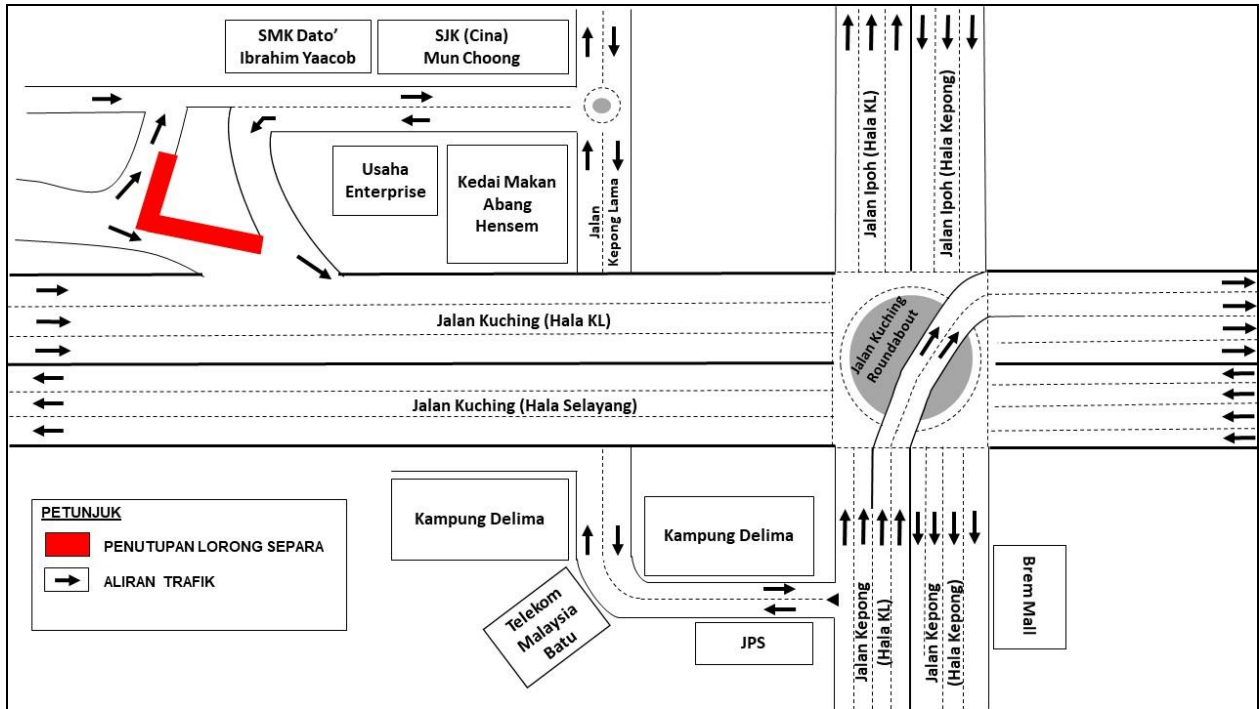 SMK Dato'
Ibrahim Yaacob
SJK (Cina)
Mun Choong
Usaha
Enterprise
Kedai Makan
Abang
Hensem
Jalan
Kepong Lama
Jalan Ipoh (Hala KL)
Jalan Ipoh (Hala Kepong)
Jalan Kuching (Hala KL)
Jalan Kuching
Roundabout
Jalan Kuching (Hala Selayang)
Kampung Delima
Kampung Delima
PETUNJUK
PENUTUPAN LORONG SEPARA
ALIRAN TRAFIK
Telekom
Malaysia
Batu
JPS
Jalan Kepong
(Hala KL)
Jalan Kepong
(Hala Kepong)
Brem Mall